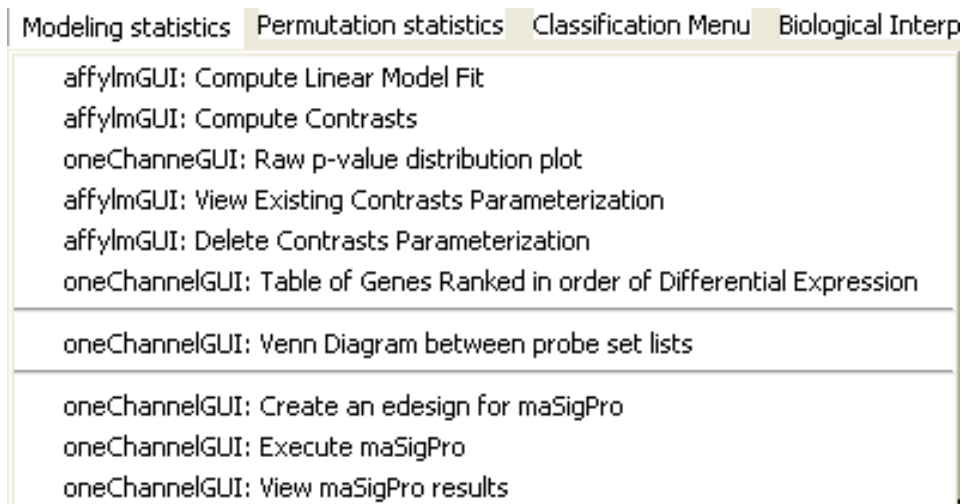 Modeling statistics Permutation statistics Classification Menu Biological Interp
affylmGUI: Compute Linear Model Fit
affylmGUI: Compute Contrasts
oneChanneGUI: Raw p-value distribution plot
affylmGUI: View Existing Contrasts Parameterization
affylmGUI: Delete Contrasts Parameterization
oneChannelGUI: Table of Genes Ranked in order of Differential Expression
oneChannelGUI: Venn Diagram between probe set lists
oneChannelGUI: Create an edesign for maSigPro
oneChannelGUI: Execute maSigPro
oneChannelGUI: View maSigPro results